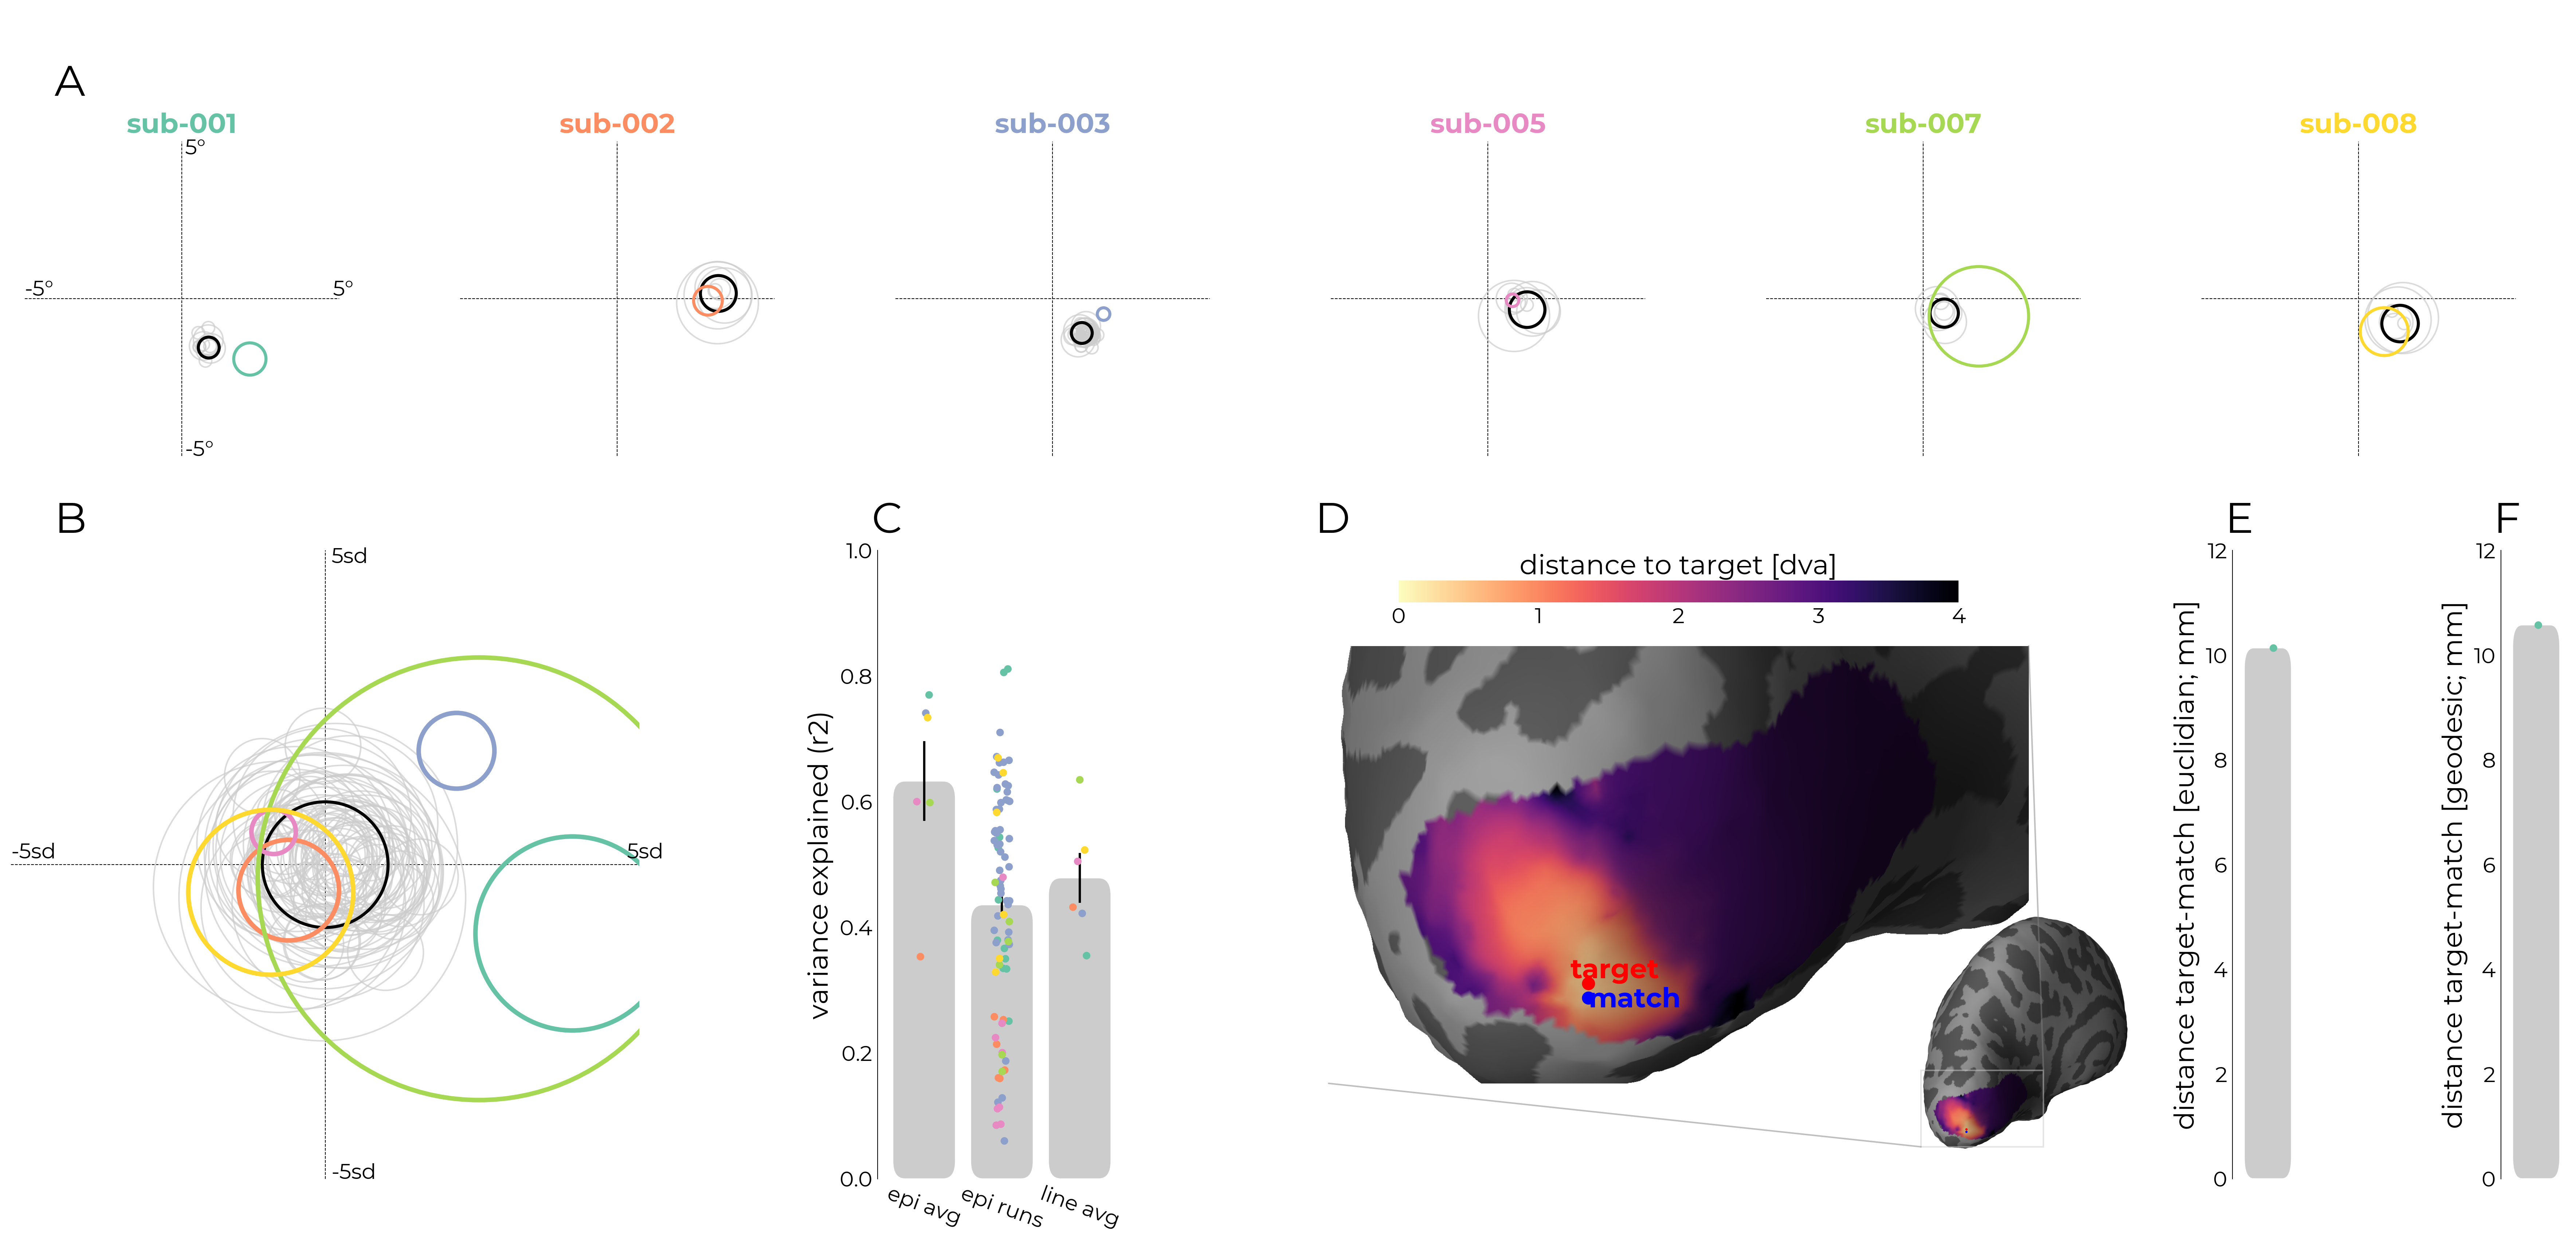 A
sub-001
sub-002
sub-003
sub-005
sub-007
sub-008
5°
-5°
5°
-5°
B
C
D
E
F
5sd
-5sd
5sd
-5sd
1.0
0.8
0.6
0.4
0.2
0.0
variance explained (r2)
epi avg
epi runs
line avg
distance to target [dva]
0 1 2 3 4
target
match
12
10
8
6
4
2
0
distance target-match [euclidian; mm]
12
10
8
6
4
2
0
distance target-match [geodesic; mm]